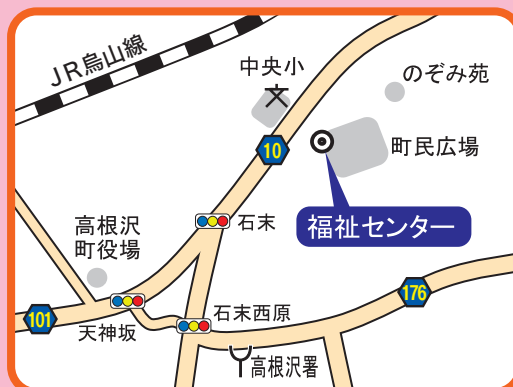 JR烏山線
中央小
のぞみ苑
10
町民広場
福祉センター
石末
高根沢
町役場
176
101
天神坂
石末西原
高根沢署